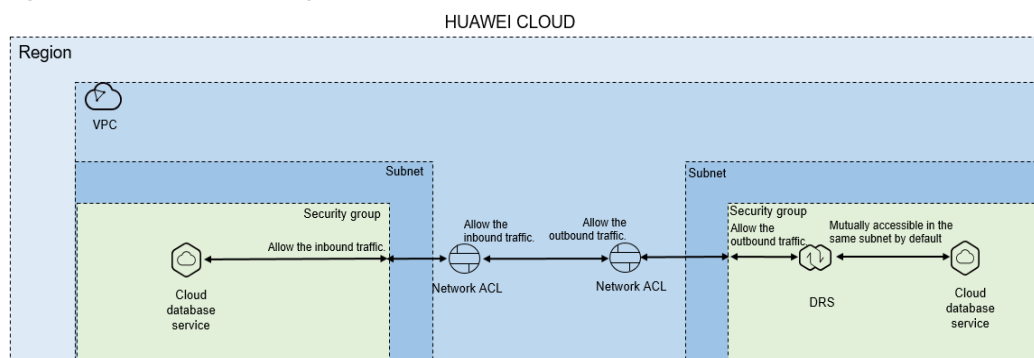 HUAWEI CLOUD
Region
VPC
Subnet
Subnet
Security group
Security group
Allow the inbound traffic.
Allow the
inbound traffic.
Allow the
outbound traffic.
Allow the
outbound traffic.
Mutually accessible in the
same subnet by default
Cloud
database
service
Network ACL
Network ACL
DRS
Cloud
database
service